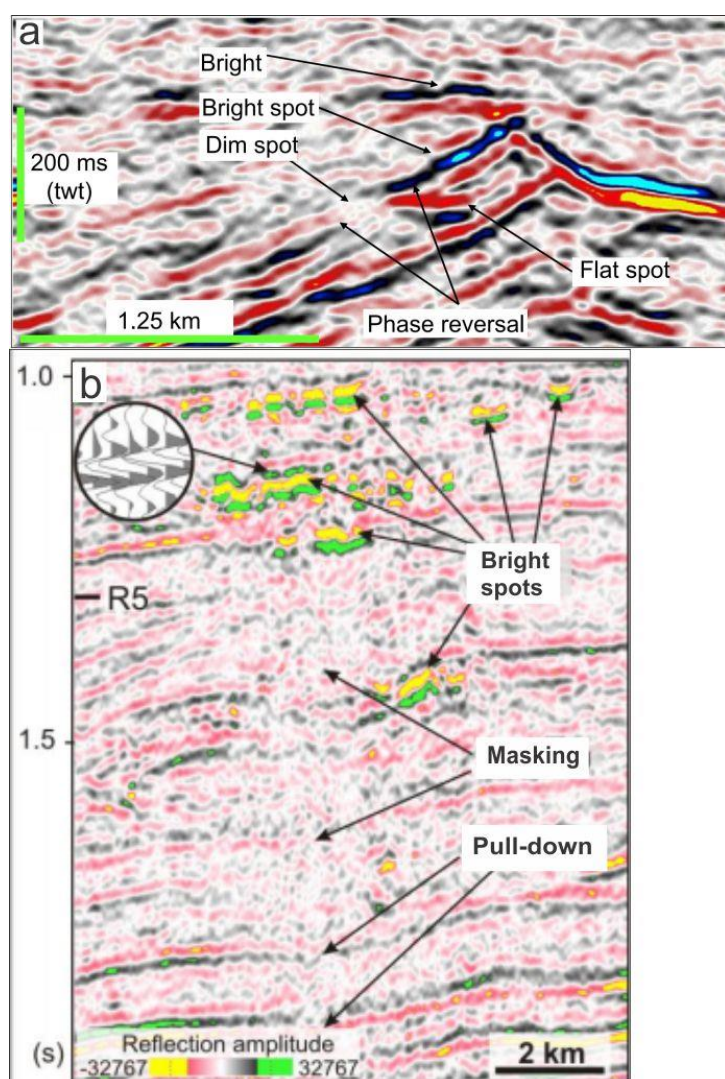 a
Bright
Bright spot
Dim spot
200 ms
(twt)
Flat spot
1.25 km
Phase reversal
1.0
b
Bright
spots
R5
1.5
Masking
Pull-down
(s)
Reflection amplitude
-32767
32767
2 km